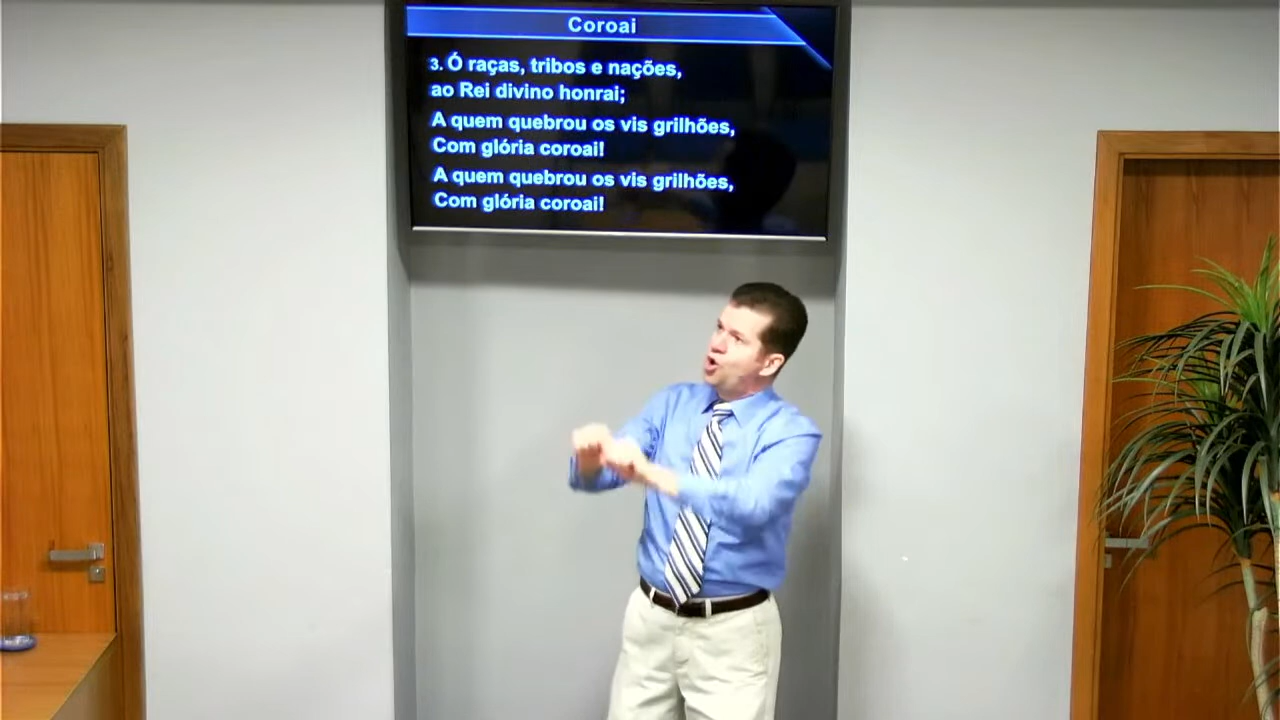 Coroai
3. Ó raças, tribos e nações,
ao Rei divino honrai;
A quem quebrou os vis grilhões,
Com glória coroai!
A quem quebrou os vis grilhões,
Com glória coroai!